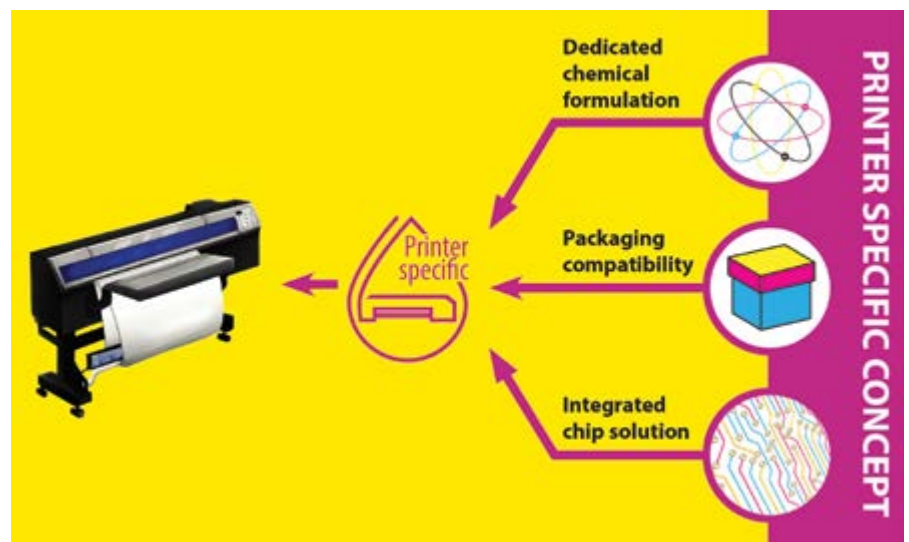 Dedicated
chemical
formulation
Packaging
compatibility
Integrated
chip solution
Printer
specific
PRINTER SPECIFIC CONCEPT